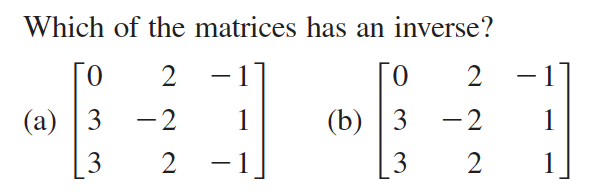 Which of the matrices has an inverse?
(a) [0 2 −1; 3 −2 1; 3 2 −1] (b) [0 2 −1; 3 −2 1; 3 2 1]